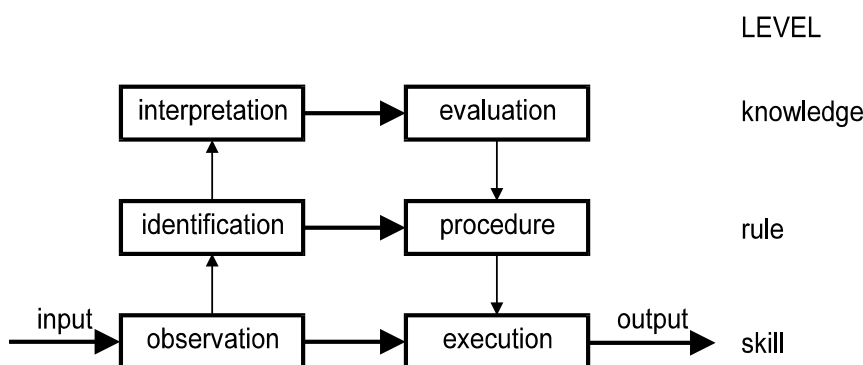 LEVEL
interpretation evaluation knowledge
identification procedure rule
input observation execution output skill